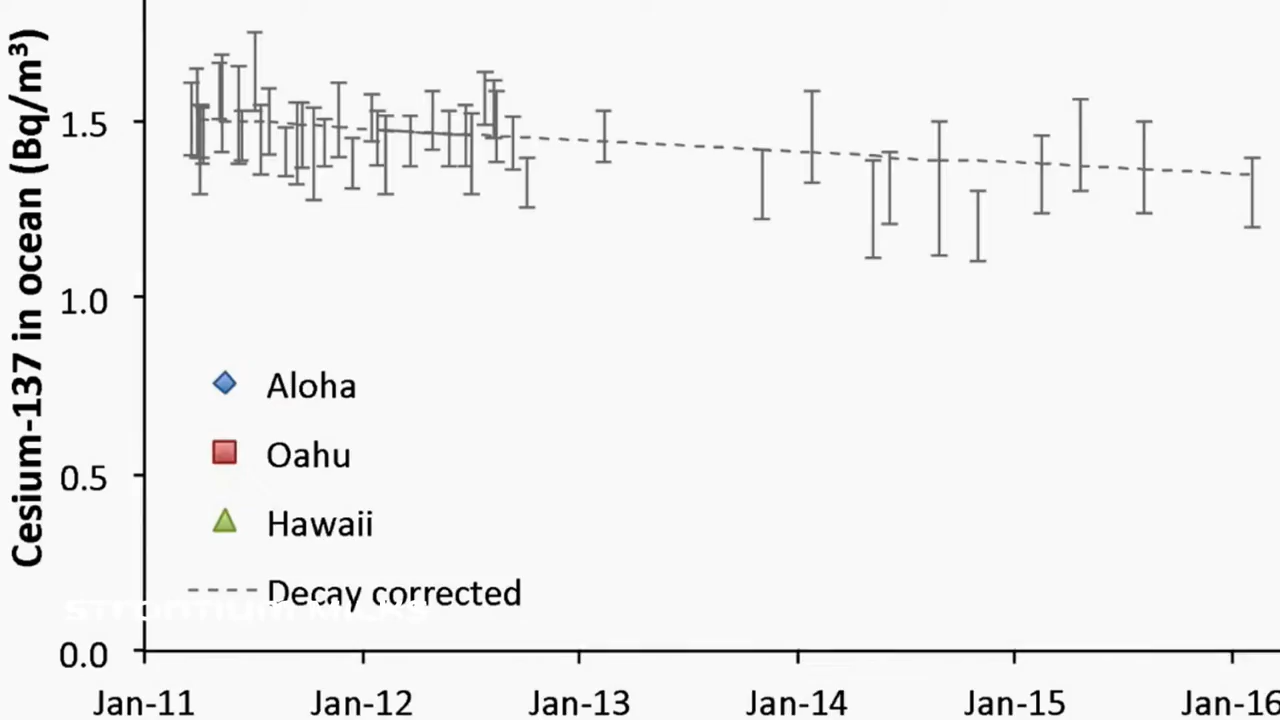 Cesium-137 in ocean (Bq/m³)
1.5
1.0
0.5
0.0
Aloha
Oahu
Hawaii
Decay corrected
Jan-11 Jan-12 Jan-13 Jan-14 Jan-15 Jan-16